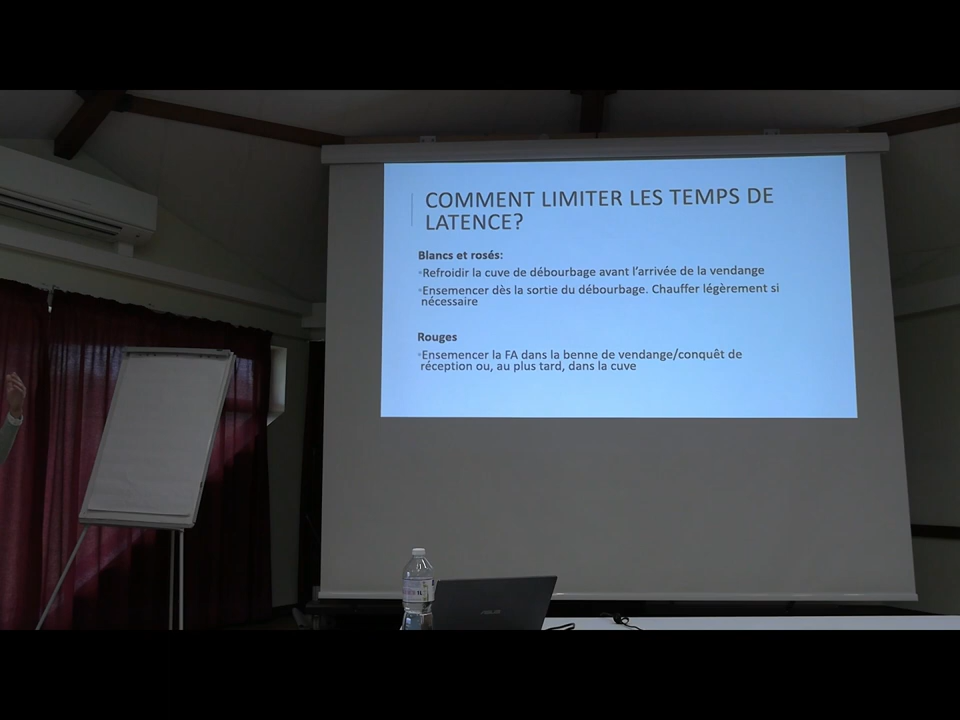 COMMENT LIMITER LES TEMPS DE
LATENCE?
Blancs et rosés:
•Refroidir la cuve de débourbage avant l'arrivée de la vendange
•Ensemencer dès la sortie du débourbage. Chauffer légèrement si
nécessaire
Rouges
•Ensemencer la FA dans la benne de vendange/conquêt de
réception ou, au plus tard, dans la cuve
ASUS